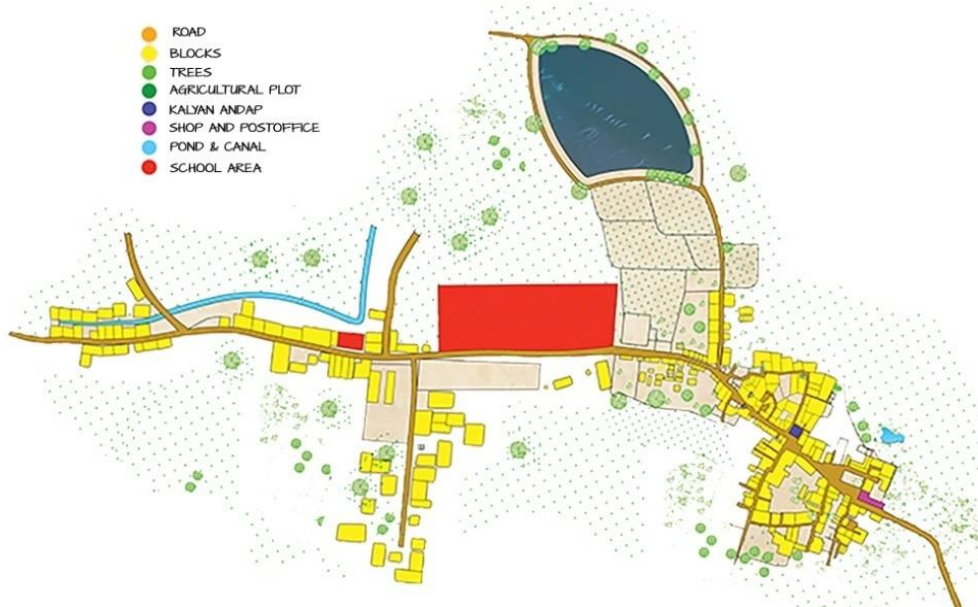 ROAD
BLOCKS
TREES
AGRICULTURAL PLOT
KALYAN ANDAP
SHOP AND POSTOFFICE
POND & CANAL
SCHOOL AREA